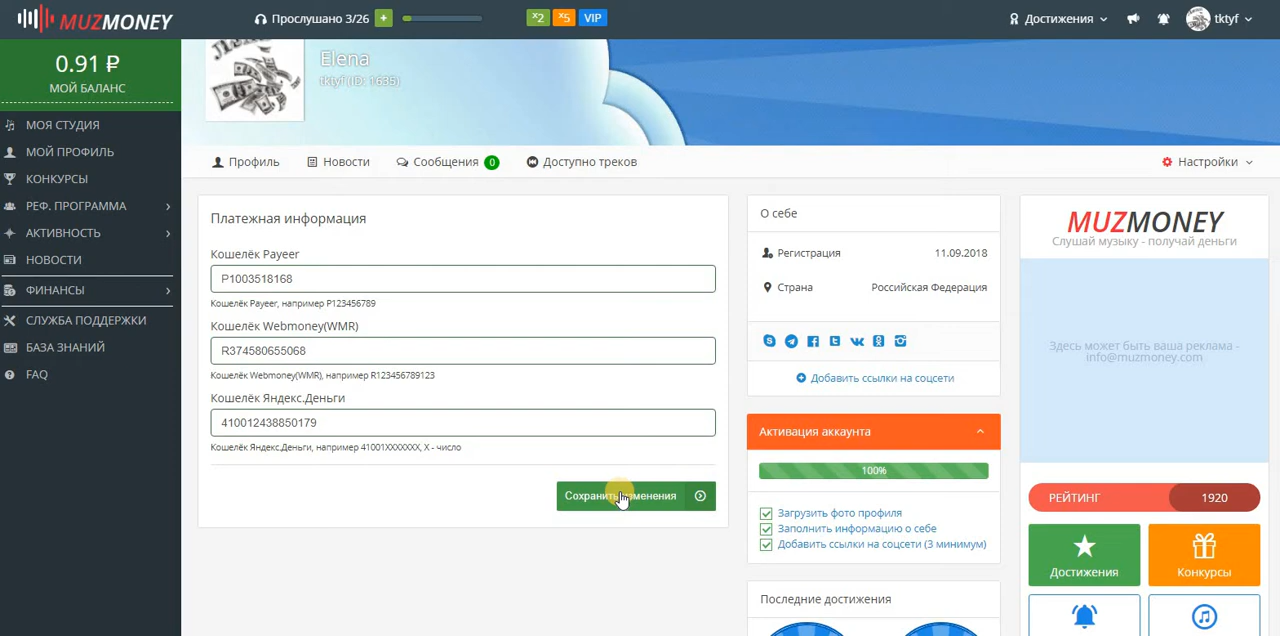 MUZMONEY
Прослушано 3/26 +
x2 x5 VIP
Достижения
tktyf
0.91 ₽
МОЙ БАЛАНС
МОЯ СТУДИЯ
МОЙ ПРОФИЛЬ
КОНКУРСЫ
РЕФ. ПРОГРАММА
АКТИВНОСТЬ
НОВОСТИ
ФИНАНСЫ
СЛУЖБА ПОДДЕРЖКИ
БАЗА ЗНАНИЙ
FAQ
Elena
tktyf (ID: 1635)
Профиль
Новости
Сообщения 0
Доступно треков
Настройки
Платежная информация
Кошелёк Payeer
P1003518168
Кошелёк Payeer, например P123456789
Кошелёк Webmoney(WMR)
R374580655068
Кошелёк Webmoney(WMR), например R123456789123
Кошелёк Яндекс.Деньги
410012438850179
Кошелёк Яндекс.Деньги, например 41001XXXXXXX, X - число
Сохранить изменения
О себе
Регистрация 11.09.2018
Страна Российская Федерация
Добавить ссылки на соцсети
Активация аккаунта
100%
Загрузить фото профиля
Заполнить информацию о себе
Добавить ссылки на соцсети (3 минимум)
Последние достижения
MUZMONEY
Слушай музыку - получай деньги
Здесь может быть ваша реклама -
info@muzmoney.com
РЕЙТИНГ 1920
Достижения
Конкурсы